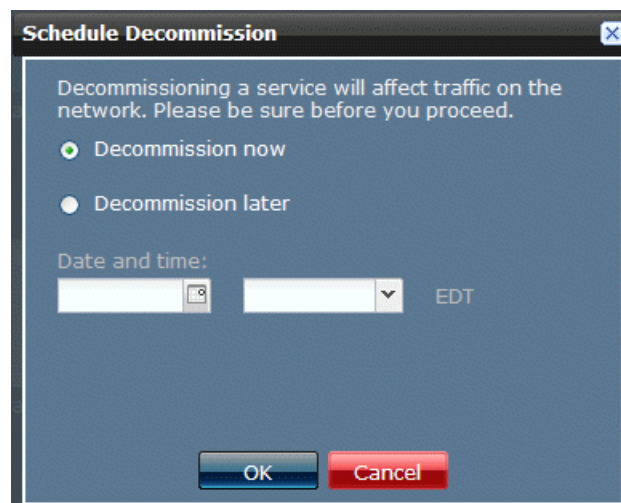 Schedule Decommission
Decommissioning a service will affect traffic on the
network. Please be sure before you proceed.
Decommission now
Decommission later
Date and time:
EDT
OK Cancel